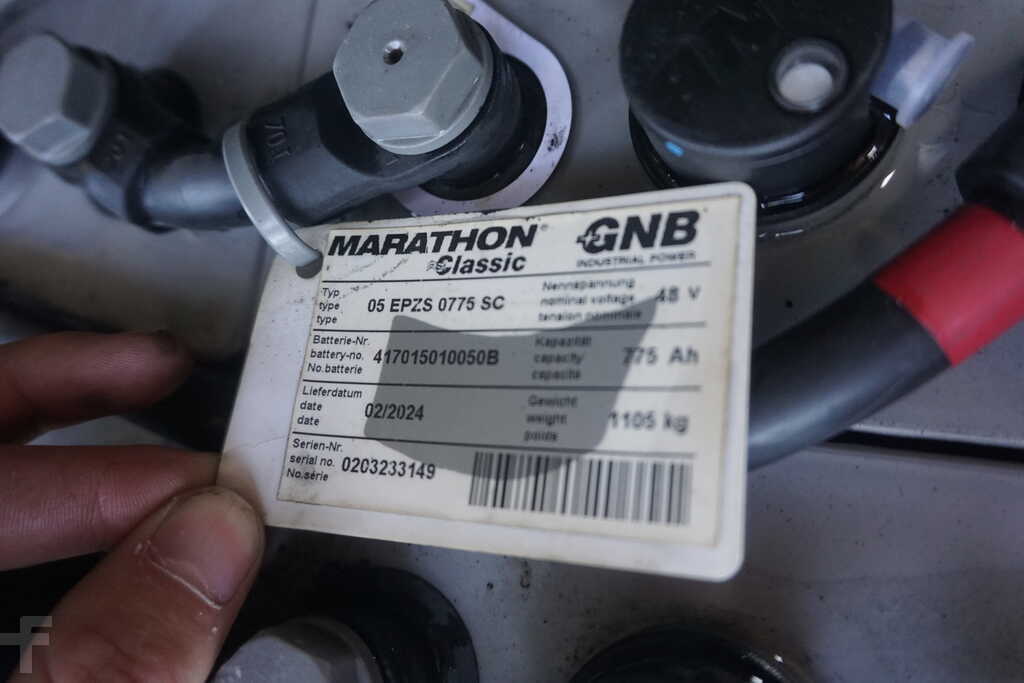 70T
MARATHON®
Classic
GNB®
INDUSTRIAL POWER
Typ
type
type
05 EPZS 0775 SC
Nennspannung
nominal voltage
tension nominale
48 V
Batterie-Nr.
battery-no.
No.batterie
417015010050B
Kapazität
capacity
capacite
775 Ah
Lieferdatum
date
date
02/2024
Gewicht
weight
poids
1105 kg
Serien-Nr.
serial no.
No.série
0203233149
F